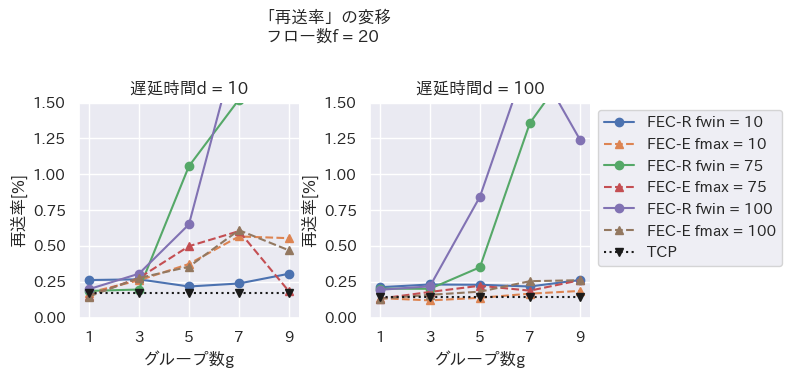 「再送率」の変移
フロー数f = 20
遅延時間d = 10
遅延時間d = 100
1.50
1.25
1.00
0.75
0.50
0.25
0.00
再送率[%]
1 3 5 7 9
グループ数g
1.50
1.25
1.00
0.75
0.50
0.25
0.00
再送率[%]
1 3 5 7 9
グループ数g
FEC-R fwin = 10
FEC-E fmax = 10
FEC-R fwin = 75
FEC-E fmax = 75
FEC-R fwin = 100
FEC-E fmax = 100
TCP